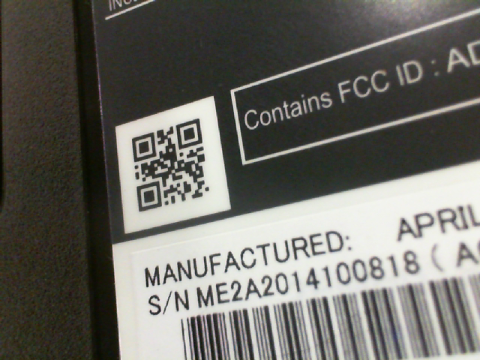 Contains FCC ID : AD
MANUFACTURED: APRIL
S/N ME2A2014100818 ( A